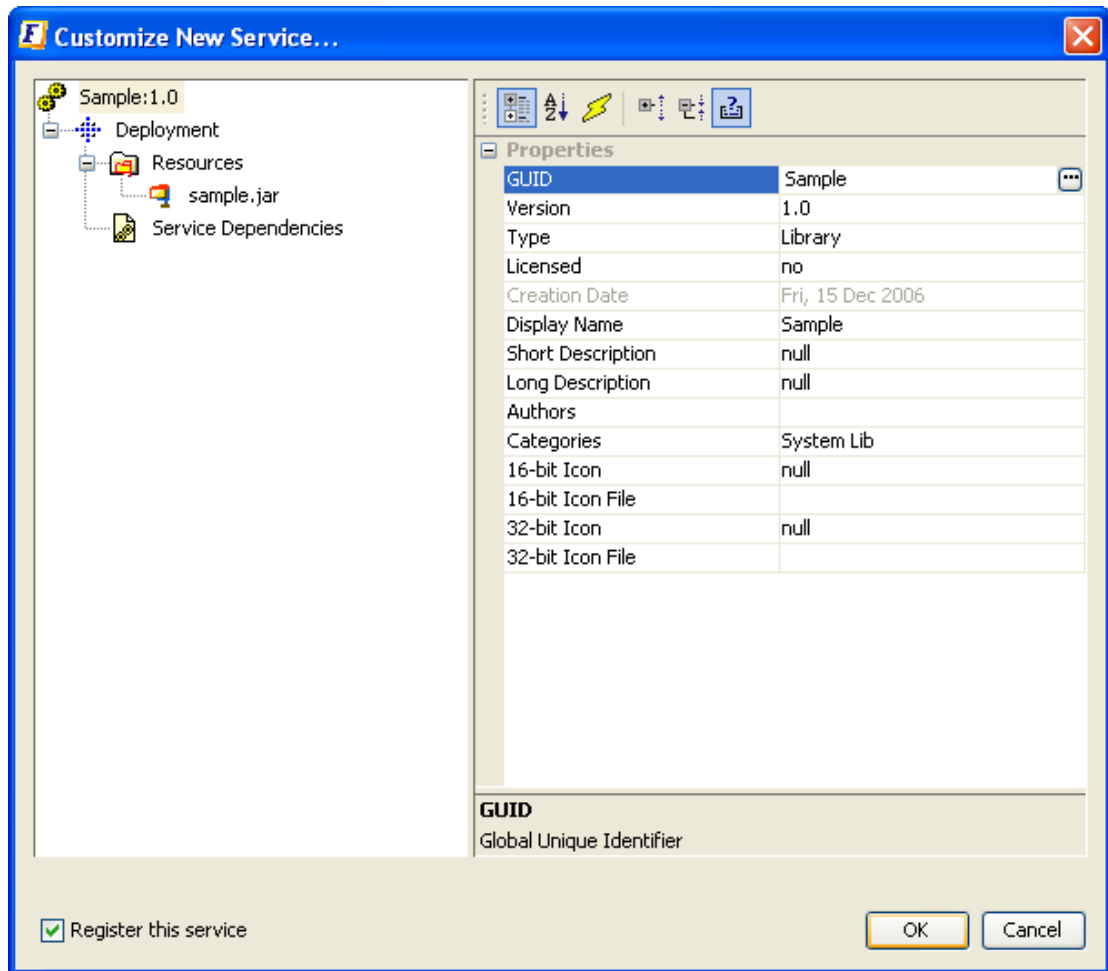 Customize New Service...
Sample:1.0
Deployment
Resources
sample.jar
Service Dependencies
Properties
GUID Sample
Version 1.0
Type Library
Licensed no
Creation Date Fri, 15 Dec 2006
Display Name Sample
Short Description null
Long Description null
Authors
Categories System Lib
16-bit Icon null
16-bit Icon File
32-bit Icon null
32-bit Icon File
GUID
Global Unique Identifier
Register this service
OK Cancel